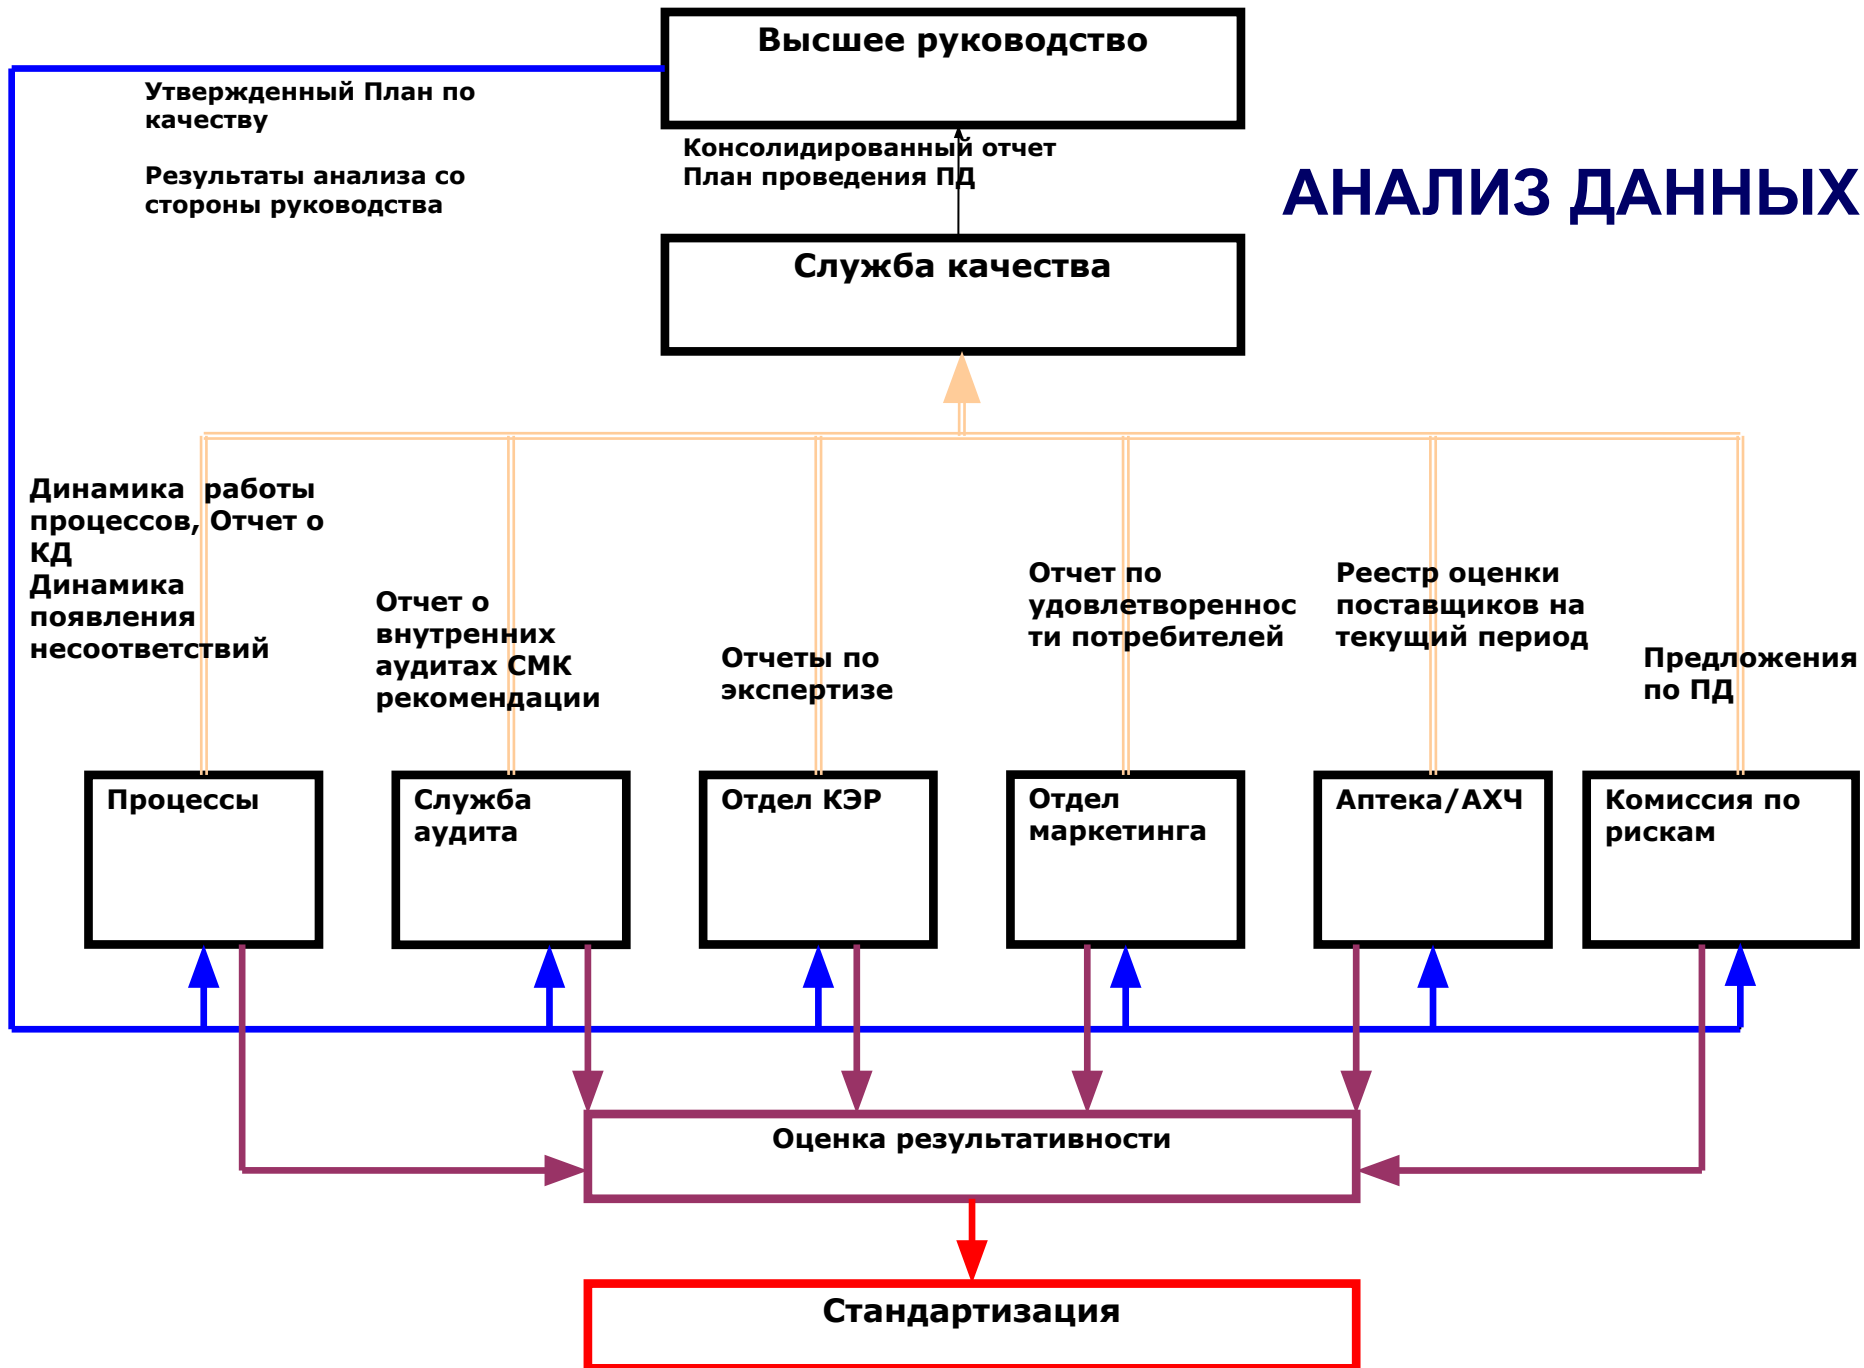 Высшее руководство
Утвержденный План по
качеству
Результаты анализа со
стороны руководства
Консолидированный отчет
План проведения ПД
АНАЛИЗ ДАННЫХ
Служба качества
Динамика  работы
процессов, Отчет о
КД
Динамика
появления
несоответствий
Отчет о
внутренних
аудитах СМК
рекомендации
Отчеты по
экспертизе
Отчет по
удовлетвореннос
ти потребителей
Реестр оценки
поставщиков на
текущий период
Предложения
по ПД
Процессы
Служба
аудита
Отдел КЭР
Отдел
маркетинга
Аптека/АХЧ
Комиссия по
рискам
Оценка результативности
Стандартизация